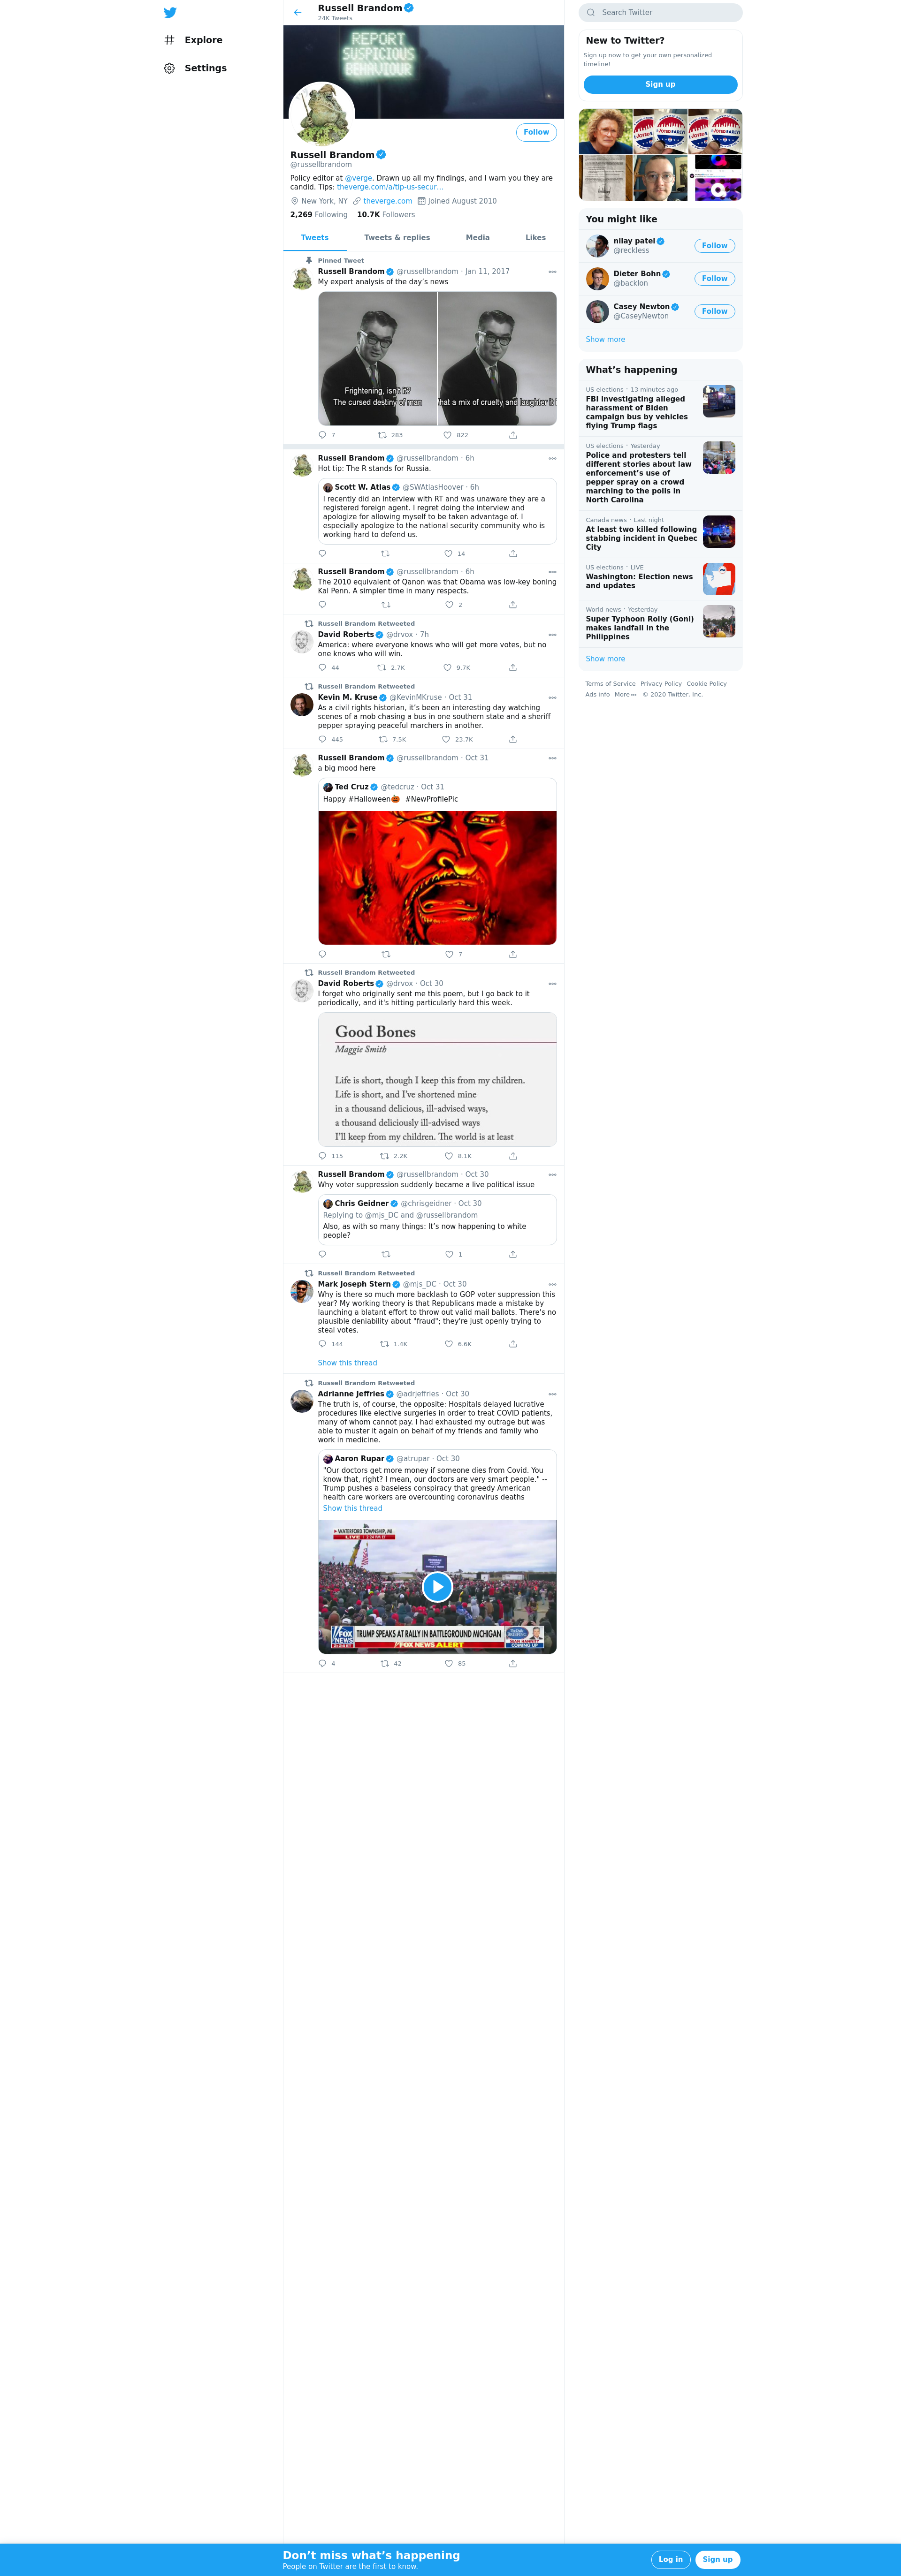 Explore
Settings
Russell Brandom
24K Tweets
REPORT
SUSPICIOUS
BEHAVIOUR
Follow
Russell Brandom
@russellbrandom
Policy editor at @verge. Drawn up all my findings, and I warn you they are
candid. Tips: theverge.com/a/tip-us-secur…
New York, NY theverge.com Joined August 2010
2,269 Following 10.7K Followers
Tweets Tweets & replies Media Likes
Pinned Tweet
Russell Brandom @russellbrandom · Jan 11, 2017
My expert analysis of the day’s news
Frightening, isn't it?
The cursed destiny of man
that a mix of cruelty and laughter it i
7 283 822
Russell Brandom @russellbrandom · 6h
Hot tip: The R stands for Russia.
Scott W. Atlas @SWAtlasHoover · 6h
I recently did an interview with RT and was unaware they are a
registered foreign agent. I regret doing the interview and
apologize for allowing myself to be taken advantage of. I
especially apologize to the national security community who is
working hard to defend us.
14
Russell Brandom @russellbrandom · 6h
The 2010 equivalent of Qanon was that Obama was low-key boning
Kal Penn. A simpler time in many respects.
2
Russell Brandom Retweeted
David Roberts @drvox · 7h
America: where everyone knows who will get more votes, but no
one knows who will win.
44 2.7K 9.7K
Russell Brandom Retweeted
Kevin M. Kruse @KevinMKruse · Oct 31
As a civil rights historian, it’s been an interesting day watching
scenes of a mob chasing a bus in one southern state and a sheriff
pepper spraying peaceful marchers in another.
445 7.5K 23.7K
Russell Brandom @russellbrandom · Oct 31
a big mood here
Ted Cruz @tedcruz · Oct 31
Happy #Halloween🎃 #NewProfilePic
7
Russell Brandom Retweeted
David Roberts @drvox · Oct 30
I forget who originally sent me this poem, but I go back to it
periodically, and it's hitting particularly hard this week.
Good Bones
Maggie Smith
Life is short, though I keep this from my children.
Life is short, and I’ve shortened mine
in a thousand delicious, ill-advised ways,
a thousand deliciously ill-advised ways
I’ll keep from my children. The world is at least
115 2.2K 8.1K
Russell Brandom @russellbrandom · Oct 30
Why voter suppression suddenly became a live political issue
Chris Geidner @chrisgeidner · Oct 30
Replying to @mjs_DC and @russellbrandom
Also, as with so many things: It’s now happening to white
people?
1
Russell Brandom Retweeted
Mark Joseph Stern @mjs_DC · Oct 30
Why is there so much more backlash to GOP voter suppression this
year? My working theory is that Republicans made a mistake by
launching a blatant effort to throw out valid mail ballots. There's no
plausible deniability about "fraud"; they're just openly trying to
steal votes.
144 1.4K 6.6K
Show this thread
Russell Brandom Retweeted
Adrianne Jeffries @adrjeffries · Oct 30
The truth is, of course, the opposite: Hospitals delayed lucrative
procedures like elective surgeries in order to treat COVID patients,
many of whom cannot pay. I had exhausted my outrage but was
able to muster it again on behalf of my friends and family who
work in medicine.
Aaron Rupar @atrupar · Oct 30
"Our doctors get more money if someone dies from Covid. You
know that, right? I mean, our doctors are very smart people." --
Trump pushes a baseless conspiracy that greedy American
health care workers are overcounting coronavirus deaths
Show this thread
WATERFORD TOWNSHIP, MI
LIVE
FOX NEWS
TRUMP SPEAKS AT RALLY IN BATTLEGROUND MICHIGAN
FOX NEWS ALERT
SEAN HANNITY
4 42 85
Search Twitter
New to Twitter?
Sign up now to get your own personalized
timeline!
Sign up
I VOTED EARLY!
You might like
nilay patel
@reckless
Follow
Dieter Bohn
@backlon
Follow
Casey Newton
@CaseyNewton
Follow
Show more
What’s happening
US elections · 13 minutes ago
FBI investigating alleged
harassment of Biden
campaign bus by vehicles
flying Trump flags
US elections · Yesterday
Police and protesters tell
different stories about law
enforcement’s use of
pepper spray on a crowd
marching to the polls in
North Carolina
Canada news · Last night
At least two killed following
stabbing incident in Quebec
City
US elections · LIVE
Washington: Election news
and updates
World news · Yesterday
Super Typhoon Rolly (Goni)
makes landfall in the
Philippines
Show more
Terms of Service Privacy Policy Cookie Policy
Ads info More © 2020 Twitter, Inc.
Don’t miss what’s happening
People on Twitter are the first to know.
Log in Sign up